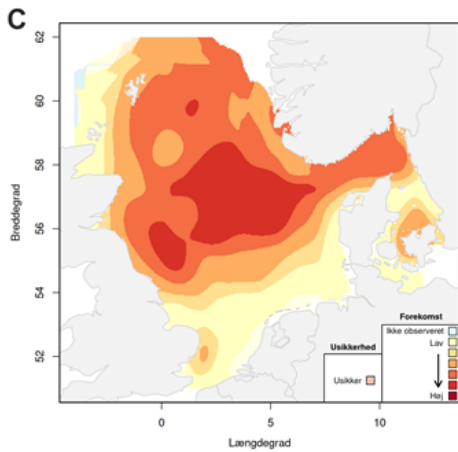 C
62
60
58
56
54
52
Breddegrad
0
5
10
Længdegrad
Usikkerhed
Usikker
Forekomst
Ikke observeret
Lav
Høj